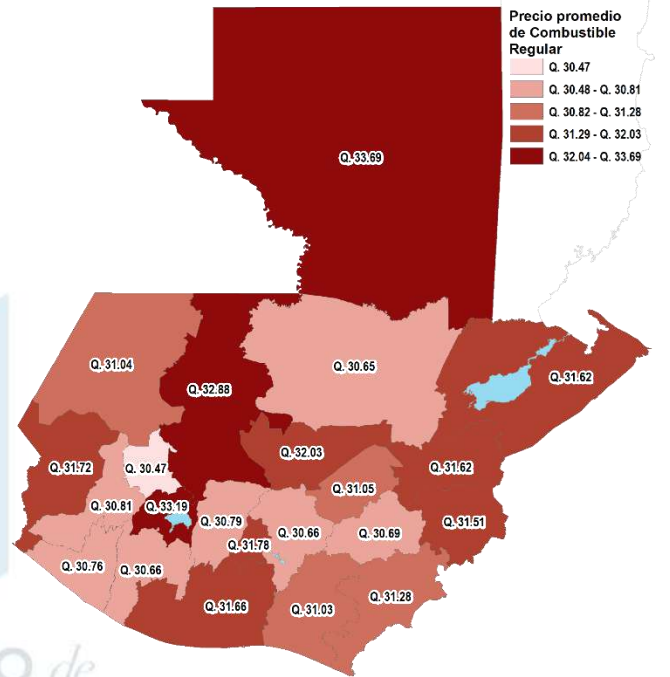 Precio promedio
de Combustible
Regular
Q. 30.47
Q. 30.48 - Q. 30.81
Q. 30.82 - Q. 31.28
Q. 31.29 - Q. 32.03
Q. 32.04 - Q. 33.69
Q. 33.69
Q. 31.04
Q. 30.65
Q. 32.88
Q. 31.62
Q. 31.72
Q. 30.47
Q. 32.03
Q. 31.62
Q. 31.05
Q. 30.81
Q. 33.19
Q. 30.79
Q. 31.51
Q. 30.66
Q. 30.69
Q. 31.78
Q. 30.76
Q. 30.66
Q. 31.28
Q. 31.66
Q. 31.03
de